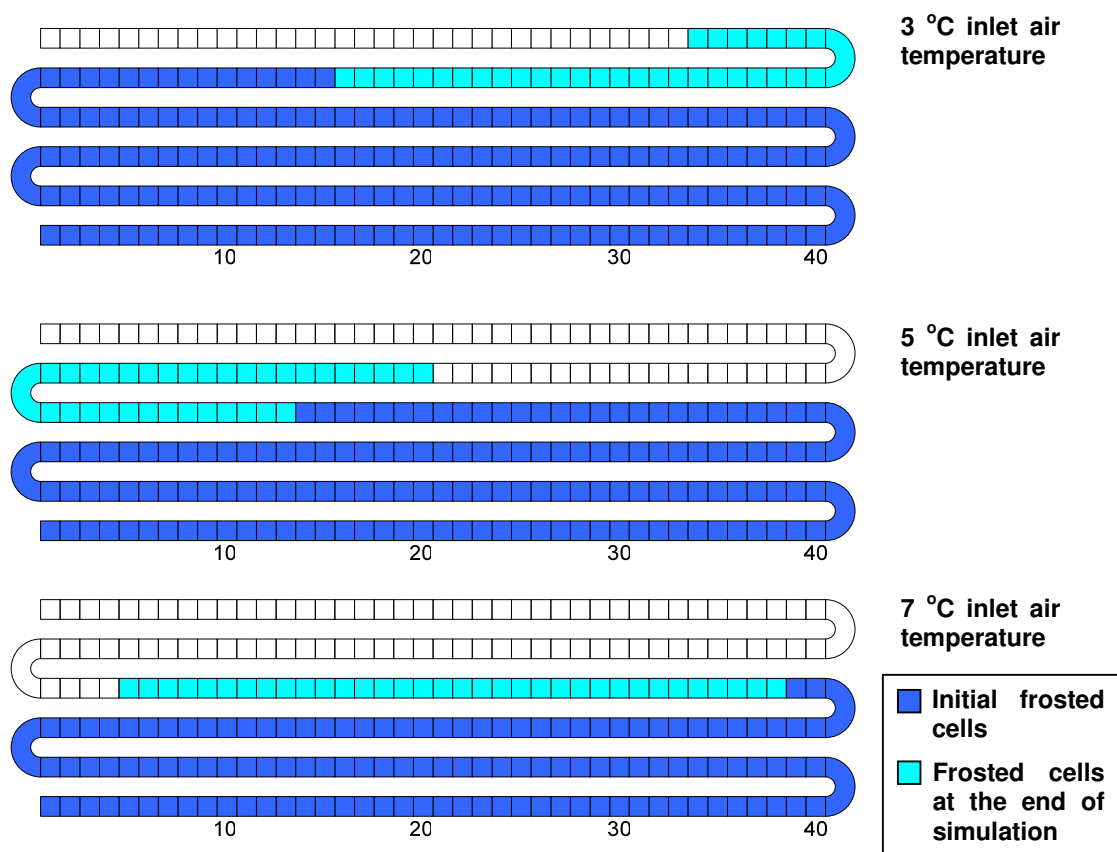 3 °C inlet air
temperature
10 20 30 40
5 °C inlet air
temperature
10 20 30 40
7 °C inlet air
temperature
Initial frosted
cells
Frosted cells
at the end of
simulation
10 20 30 40